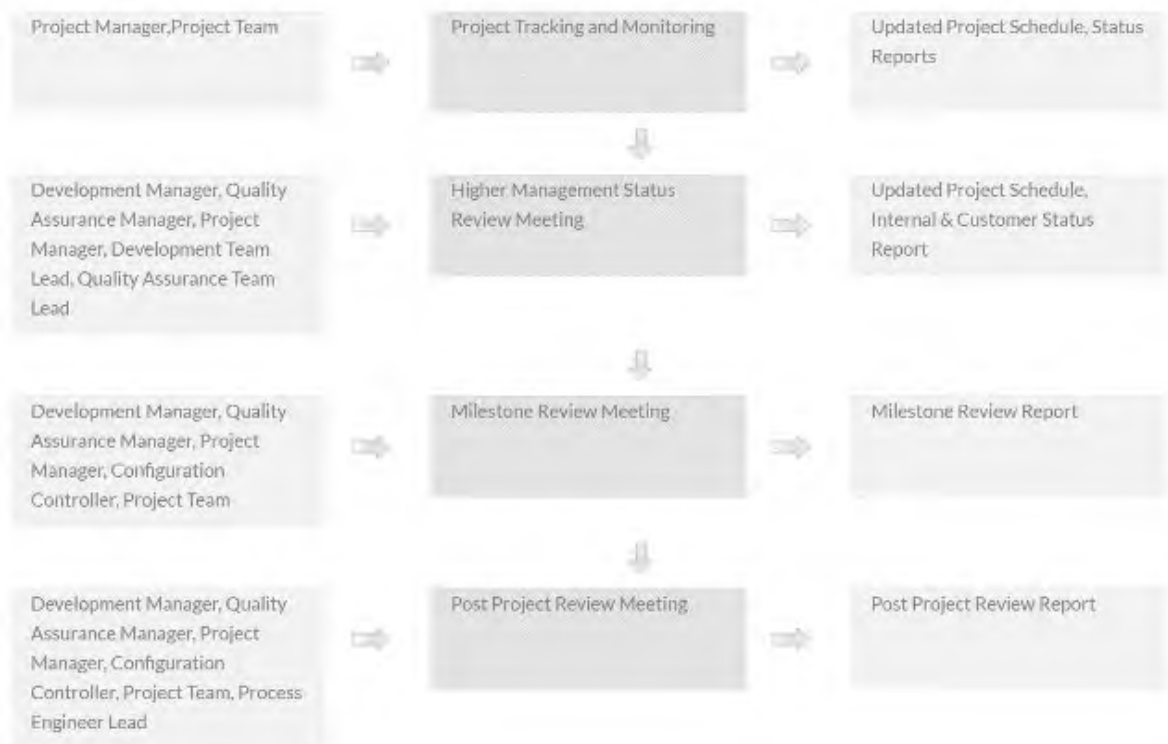 Project Manager,Project Team
Project Tracking and Monitoring
Updated Project Schedule, Status
Reports
Development Manager, Quality
Assurance Manager, Project
Manager, Development Team
Lead, Quality Assurance Team
Lead
Higher Management Status
Review Meeting
Updated Project Schedule,
Internal & Customer Status
Report
Development Manager, Quality
Assurance Manager, Project
Manager, Configuration
Controller, Project Team
Milestone Review Meeting
Milestone Review Report
Development Manager, Quality
Assurance Manager, Project
Manager, Configuration
Controller, Project Team, Process
Engineer Lead
Post Project Review Meeting
Post Project Review Report